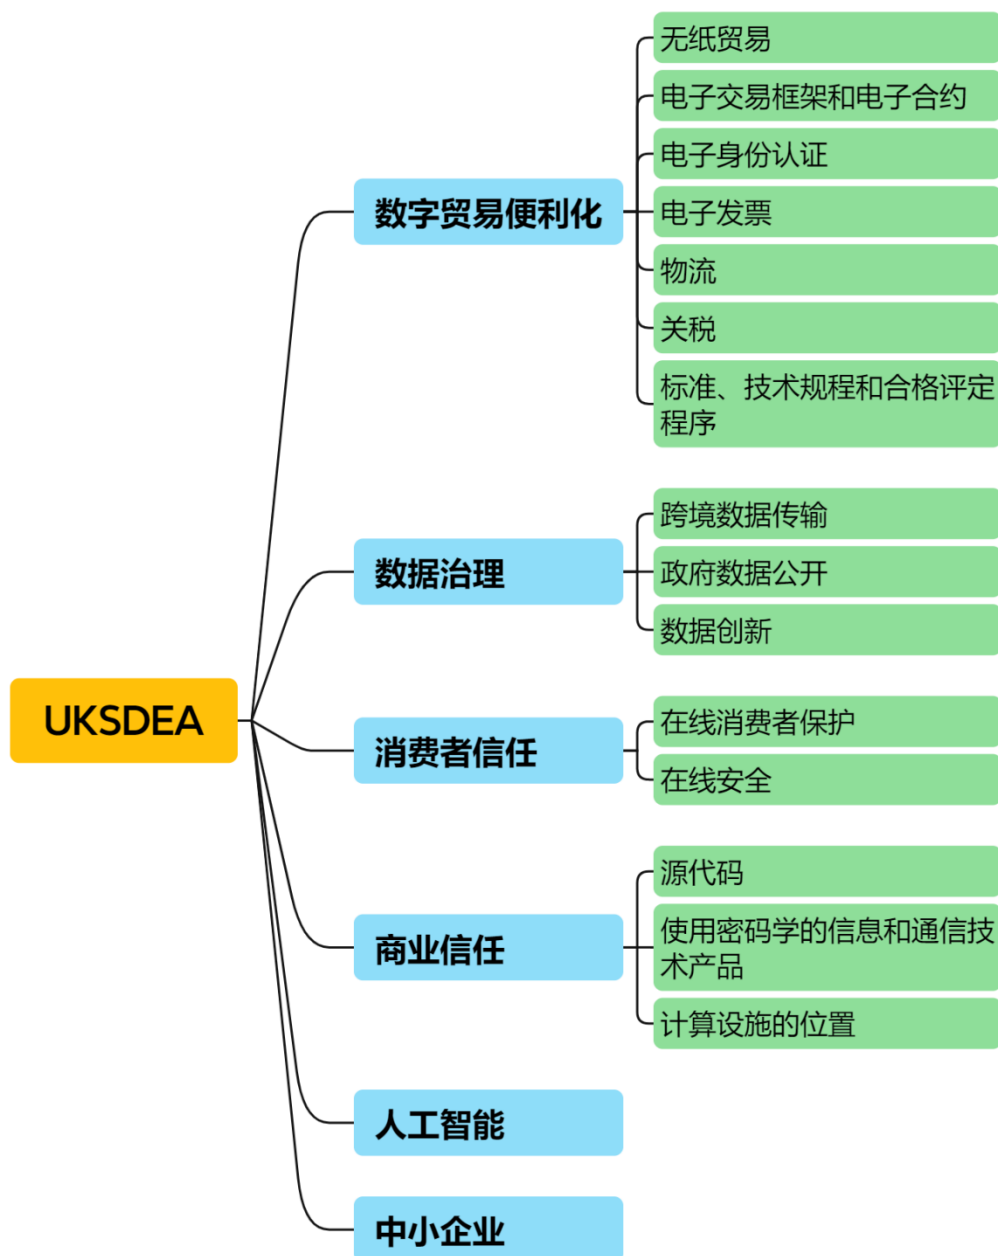 无纸贸易
电子交易框架和电子合约
电子身份认证
数字贸易便利化
电子发票
物流
关税
标准、技术规程和合格评定
程序
跨境数据传输
数据治理
政府数据公开
数据创新
UKSDEA
在线消费者保护
消费者信任
在线安全
源代码
商业信任
使用密码学的信息和通信技
术产品
计算设施的位置
人工智能
中小企业